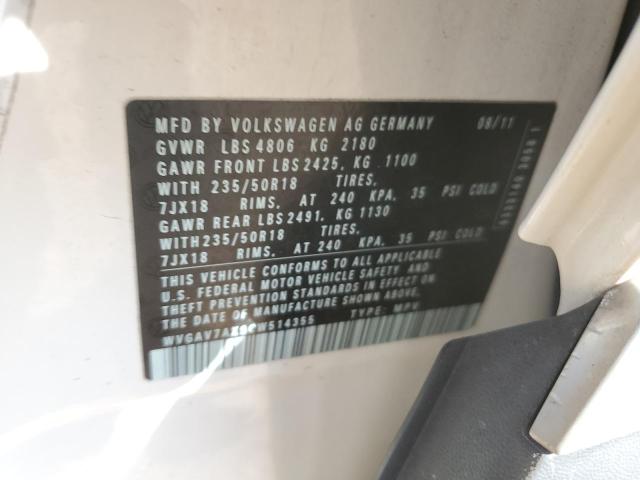 MFD BY VOLKSWAGEN AG GERMANY 08/11
GVWR LBS 4806 KG 2180
GAWR FRONT LBS 2425, KG 1100
WITH 235/50R18 TIRES,
7JX18 RIMS, AT 240 KPA, 35 PSI COLD
GAWR REAR LBS 2491, KG 1130
WITH 235/50R18 TIRES,
7JX18 RIMS, AT 240 KPA, 35 PSI COLD
THIS VEHICLE CONFORMS TO ALL APPLICABLE
U.S. FEDERAL MOTOR VEHICLE SAFETY AND
THEFT PREVENTION STANDARDS IN EFFECT ON
THE DATE OF MANUFACTURE SHOWN ABOVE.
TYPE: MPV